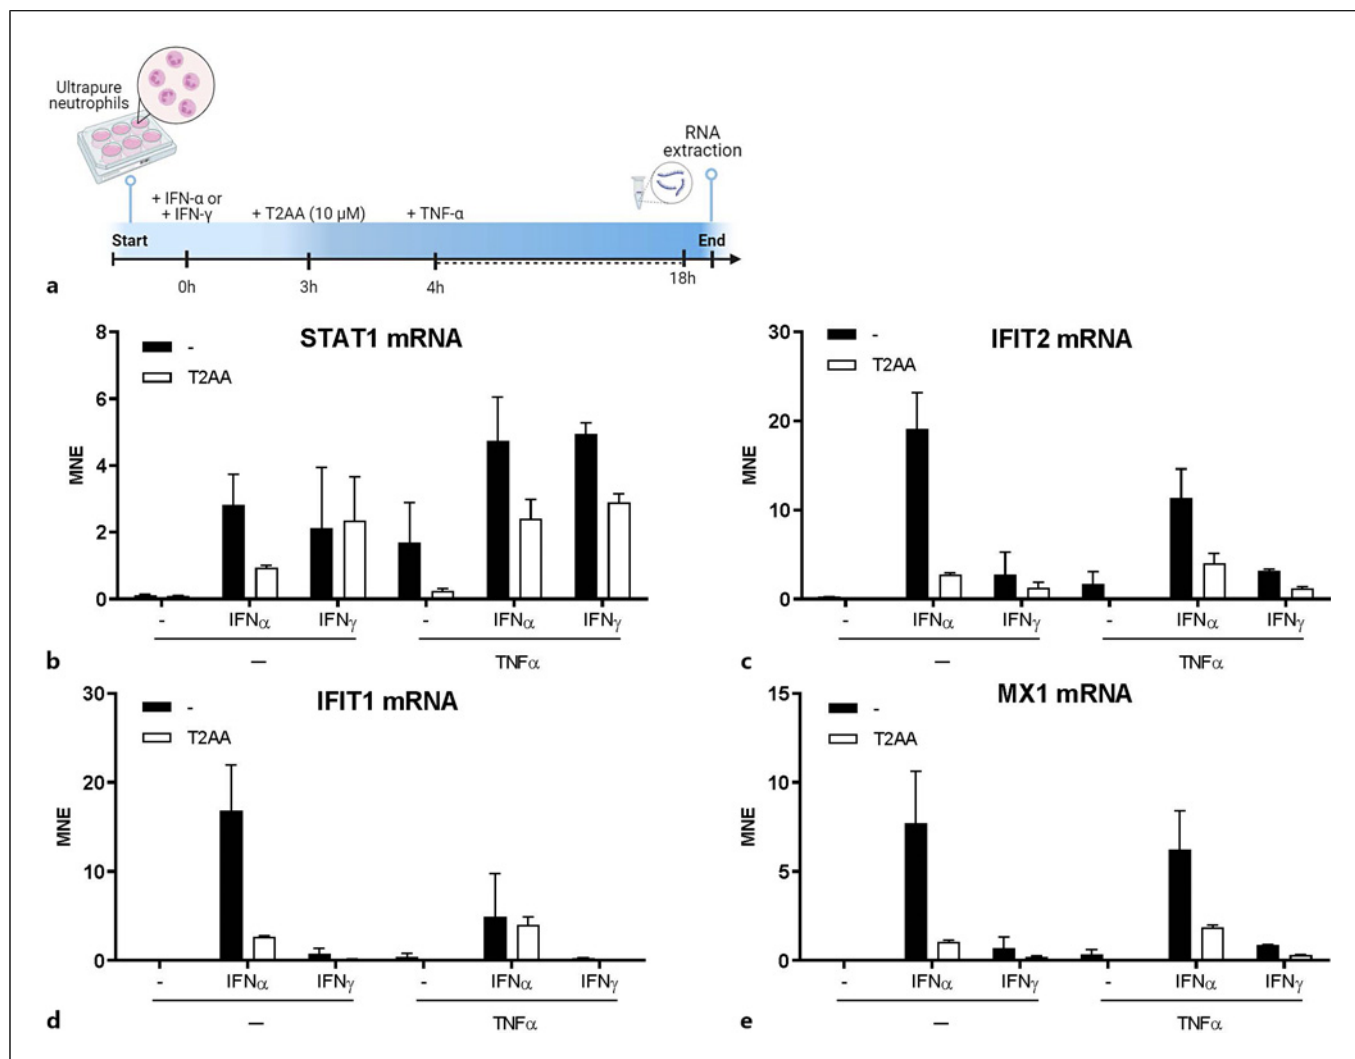 Ultrapure
neutrophils
RNA
extraction
+ IFN-α or
+ IFN-γ
+ T2AA (10 μM)
+ TNF-α
Start
End
0h
3h
4h
18h
a
STAT1 mRNA
-
T2AA
MNE
8
6
4
2
0
- IFNα IFNγ - IFNα IFNγ
— TNFα
b
IFIT2 mRNA
-
T2AA
MNE
30
20
10
0
- IFNα IFNγ - IFNα IFNγ
— TNFα
c
IFIT1 mRNA
-
T2AA
MNE
30
20
10
0
- IFNα IFNγ - IFNα IFNγ
— TNFα
d
MX1 mRNA
-
T2AA
MNE
15
10
5
0
- IFNα IFNγ - IFNα IFNγ
— TNFα
e